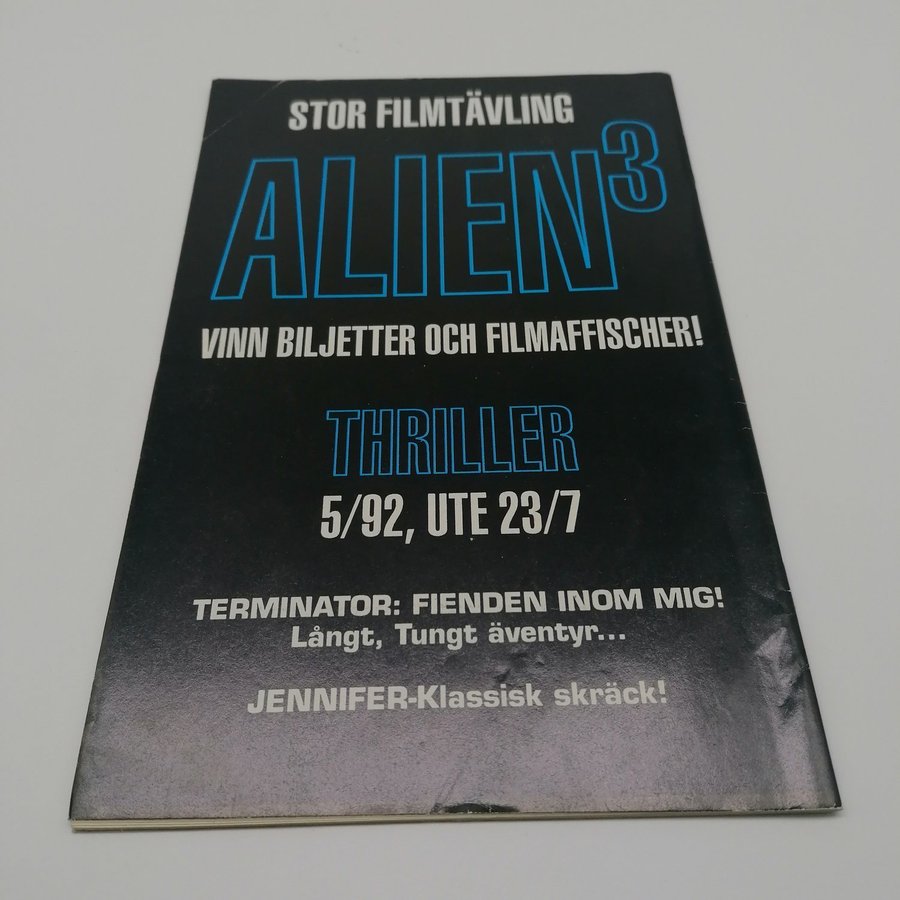 STOR FILMTÄVLING
ALIEN³
VINN BILJETTER OCH FILMAFFISCHER!
THRILLER
5/92, UTE 23/7
TERMINATOR: FIENDEN INOM MIG!
Långt, Tungt äventyr...
JENNIFER-Klassisk skräck!